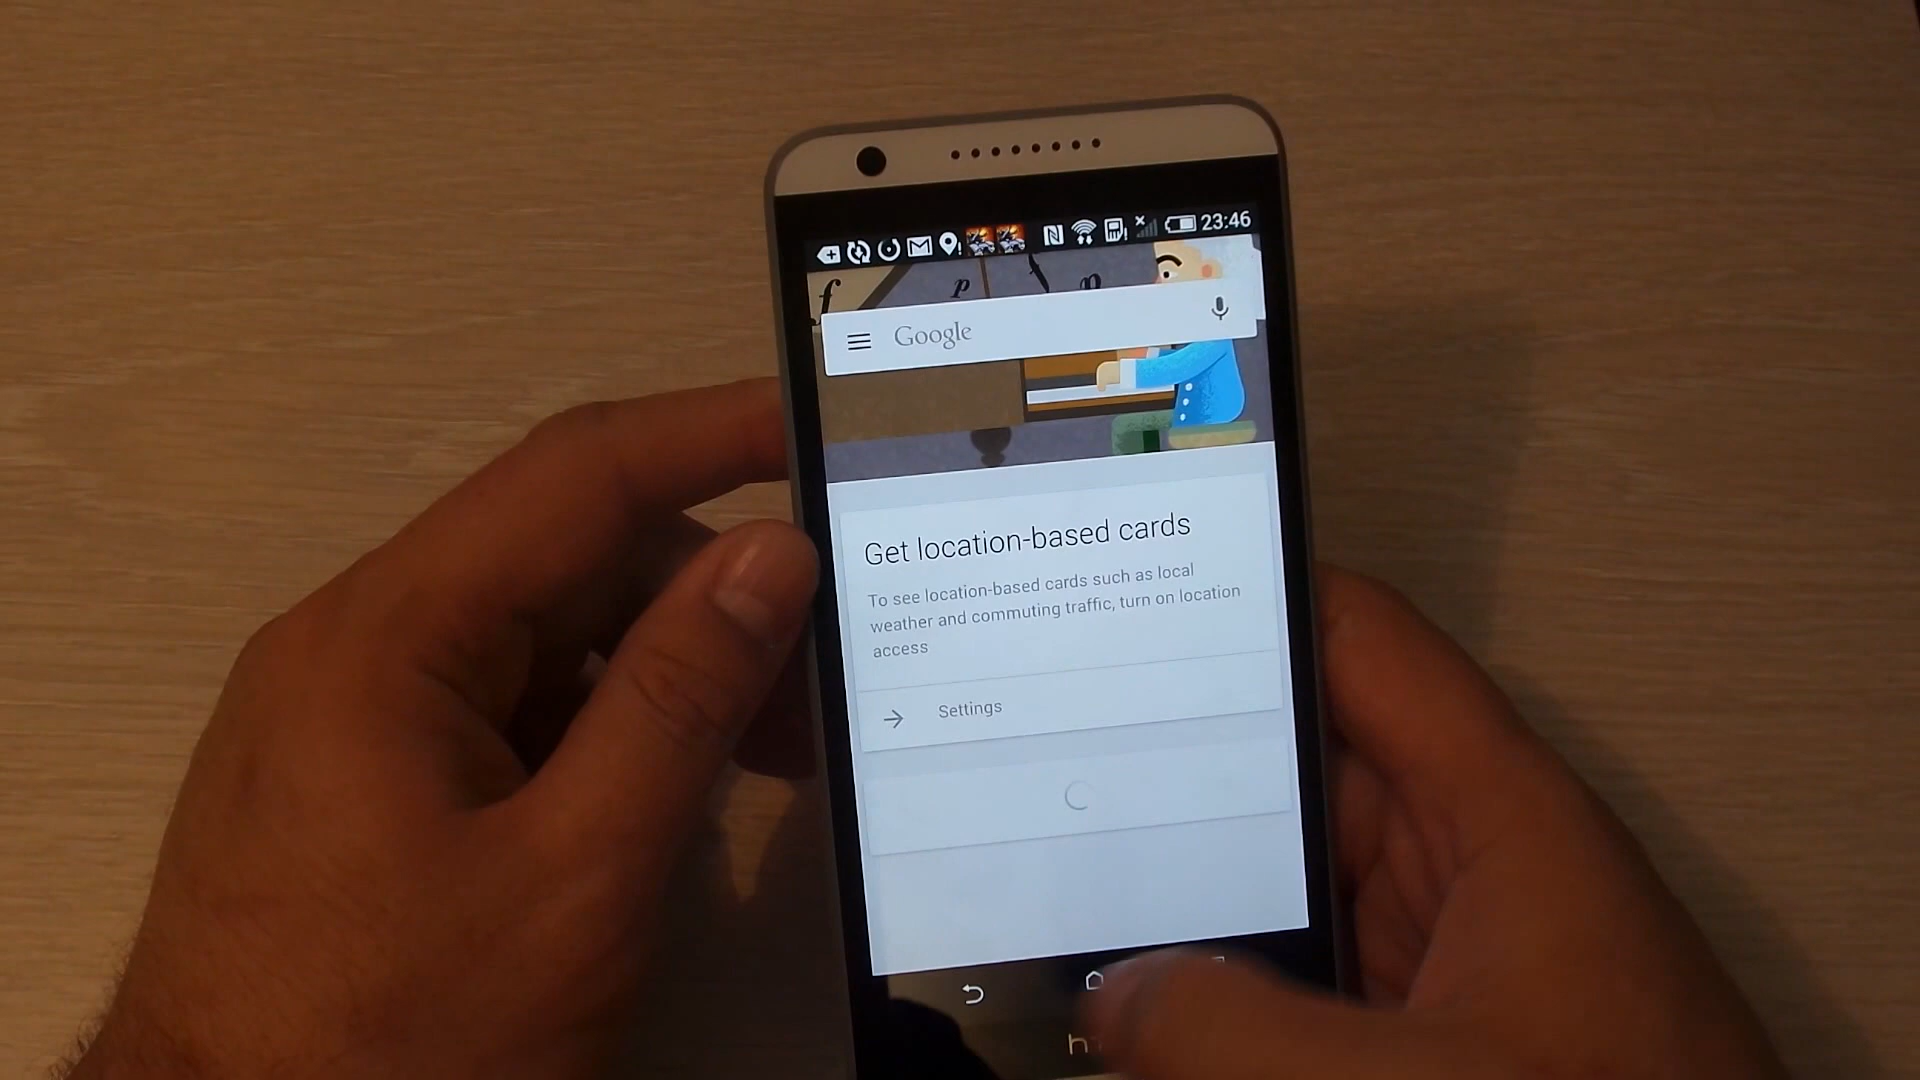 23:46
f p
Google
Get location-based cards
To see location-based cards such as local
weather and commuting traffic, turn on location
access
Settings